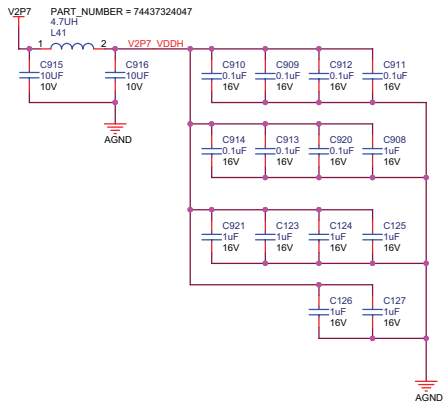 V2P7 PART_NUMBER = 74437324047
4.7UH
L41
1 2 V2P7_VDDH
C915 C916 C910 C909 C912 C911
10UF 10UF 0.1uF 0.1uF 0.1uF 0.1uF
10V 10V 16V 16V 16V 16V
AGND
C914 C913 C920 C908
0.1uF 0.1uF 0.1uF 1uF
16V 16V 16V 16V
C921 C123 C124 C125
1uF 1uF 1uF 1uF
16V 16V 16V 16V
C126 C127
1uF 1uF
16V 16V
AGND